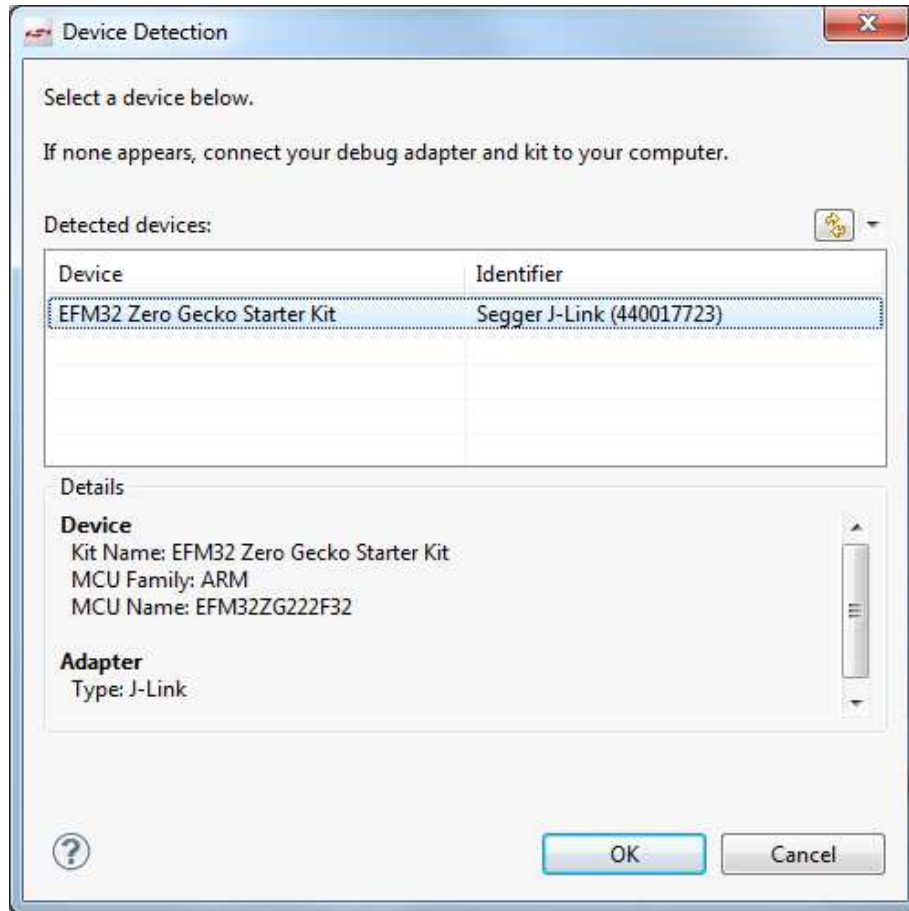 Device Detection
Select a device below.
If none appears, connect your debug adapter and kit to your computer.
Detected devices:
Device Identifier
EFM32 Zero Gecko Starter Kit Segger J-Link (440017723)
Details
Device
Kit Name: EFM32 Zero Gecko Starter Kit
MCU Family: ARM
MCU Name: EFM32ZG222F32
Adapter
Type: J-Link
OK Cancel